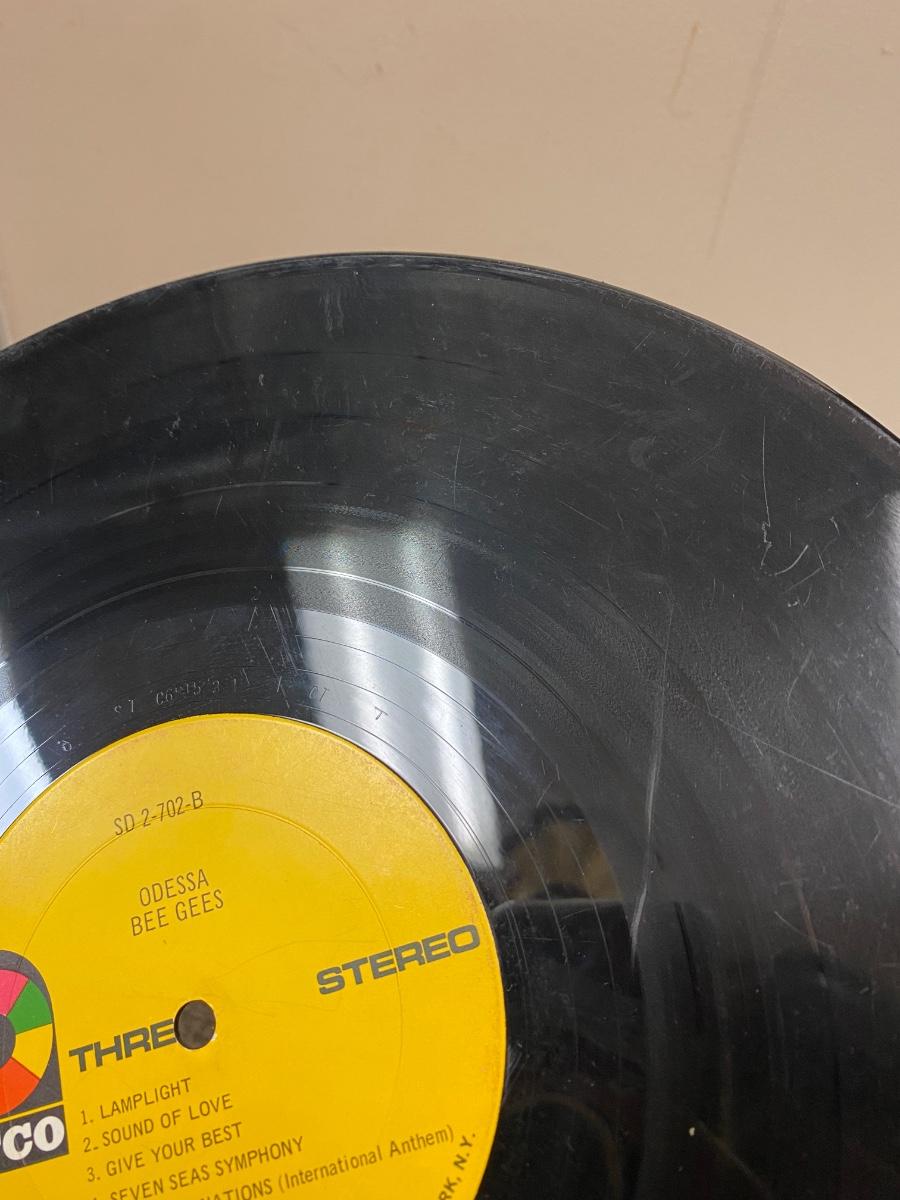 SD 2-702-B
ODESSA
BEE GEES
STEREO
THRE
CO
1. LAMPLIGHT
2. SOUND OF LOVE
3. GIVE YOUR BEST
SEVEN SEAS SYMPHONY
NATIONS (International Anthem)
RK, N.Y.